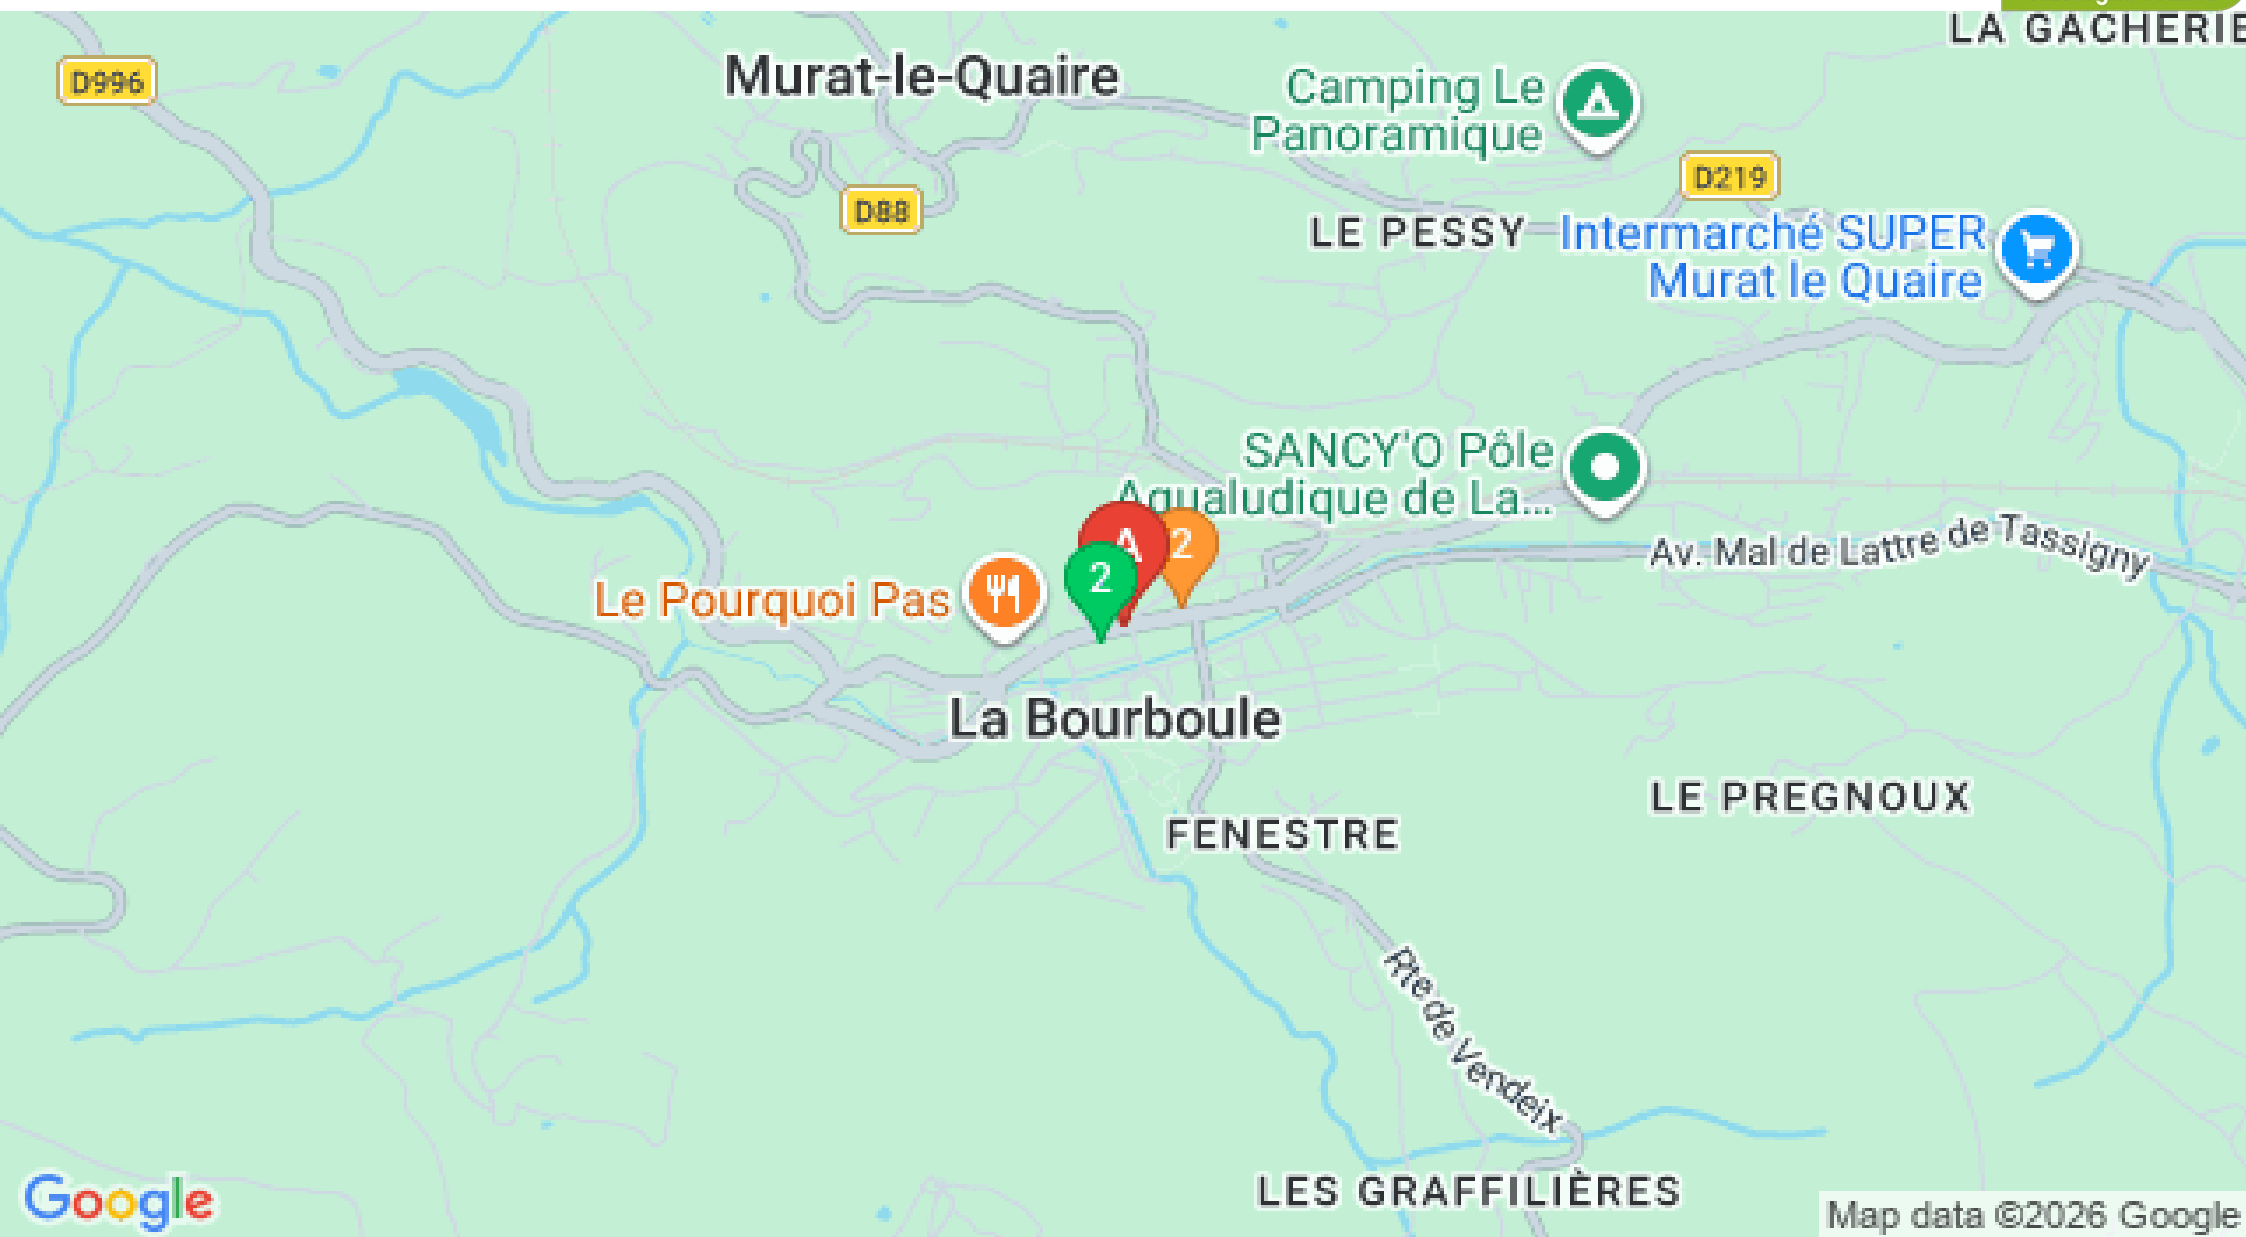 LA GACHERIE
D996
Murat-le-Quaire
Camping Le
Panoramique
D219
D88
LE PESSY
Intermarché SUPER
Murat le Quaire
SANCY'O Pôle
Aqualudique de La...
A
2
2
Av. Mal de Lattre de Tassigny
Le Pourquoi Pas
La Bourboule
LE PREGNOUX
FENESTRE
Rte de Vendeix
LES GRAFFILIÈRES
Google
Map data ©2026 Google